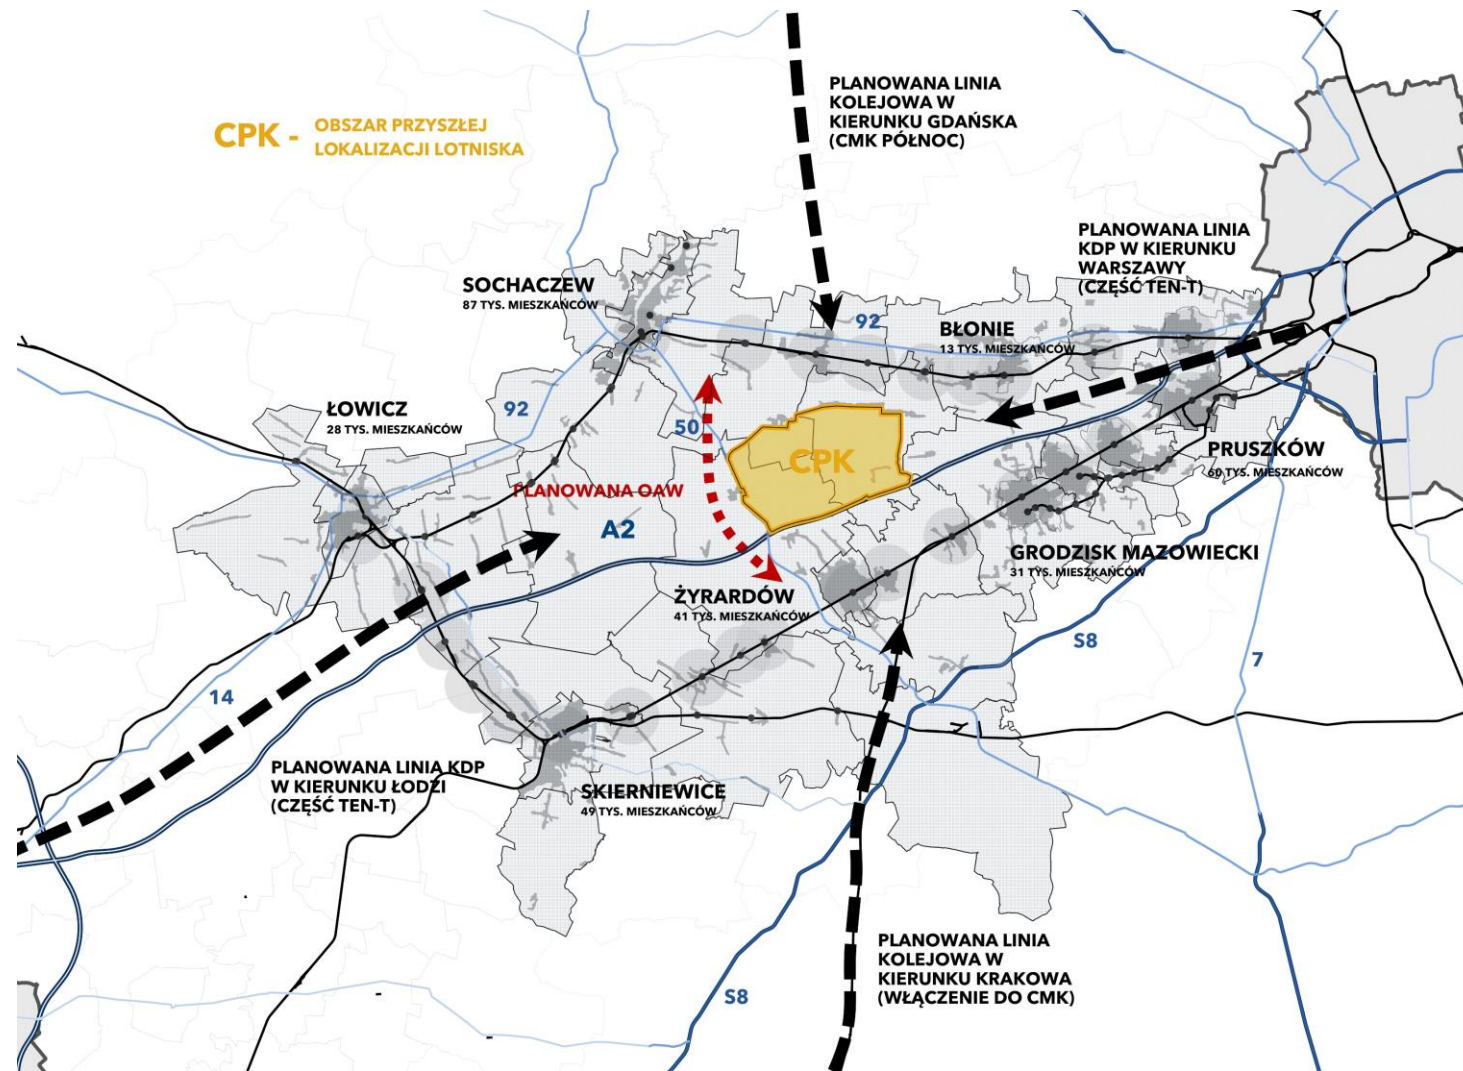 PLANOWANA LINIA
KOLEJOWA W
KIERUNKU GDAŃSKA
(CMK PÓŁNOC)
CPK -
OBSZAR PRZYSZŁEJ
LOKALIZACJI LOTNISKA
PLANOWANA LINIA
KDP W KIERUNKU
WARSZAWY
(CZĘŚĆ TEN-T)
SOCHACZEW
87 TYS. MIESZKAŃCÓW
92
BŁONIE
13 TYS. MIESZKAŃCÓW
ŁOWICZ
28 TYS. MIESZKAŃCÓW
92
50
CPK
PRUSZKÓW
60 TYS. MIESZKAŃCÓW
PLANOWANA OAW
A2
GRODZISK MAZOWIECKI
31 TYS. MIESZKAŃCÓW
ŻYRARDÓW
41 TYS. MIESZKAŃCÓW
S8
7
14
PLANOWANA LINIA KDP
W KIERUNKU ŁODZI
(CZĘŚĆ TEN-T)
SKIERNIEWICE
49 TYS. MIESZKAŃCÓW
PLANOWANA LINIA
KOLEJOWA W
KIERUNKU KRAKOWA
(WŁĄCZENIE DO CMK)
S8